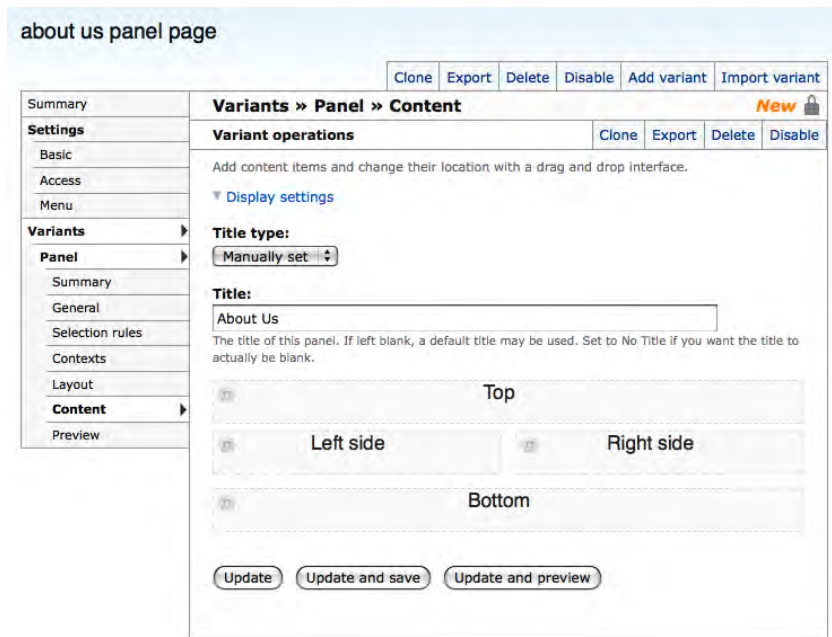 about us panel page
Clone Export Delete Disable Add variant Import variant
Summary
Settings
Basic
Access
Menu
Variants
Panel
Summary
General
Selection rules
Contexts
Layout
Content
Preview
Variants » Panel » Content New
Variant operations Clone Export Delete Disable
Add content items and change their location with a drag and drop interface.
Display settings
Title type:
Manually set
Title:
About Us
The title of this panel. If left blank, a default title may be used. Set to No Title if you want the title to
actually be blank.
Top
Left side Right side
Bottom
Update Update and save Update and preview